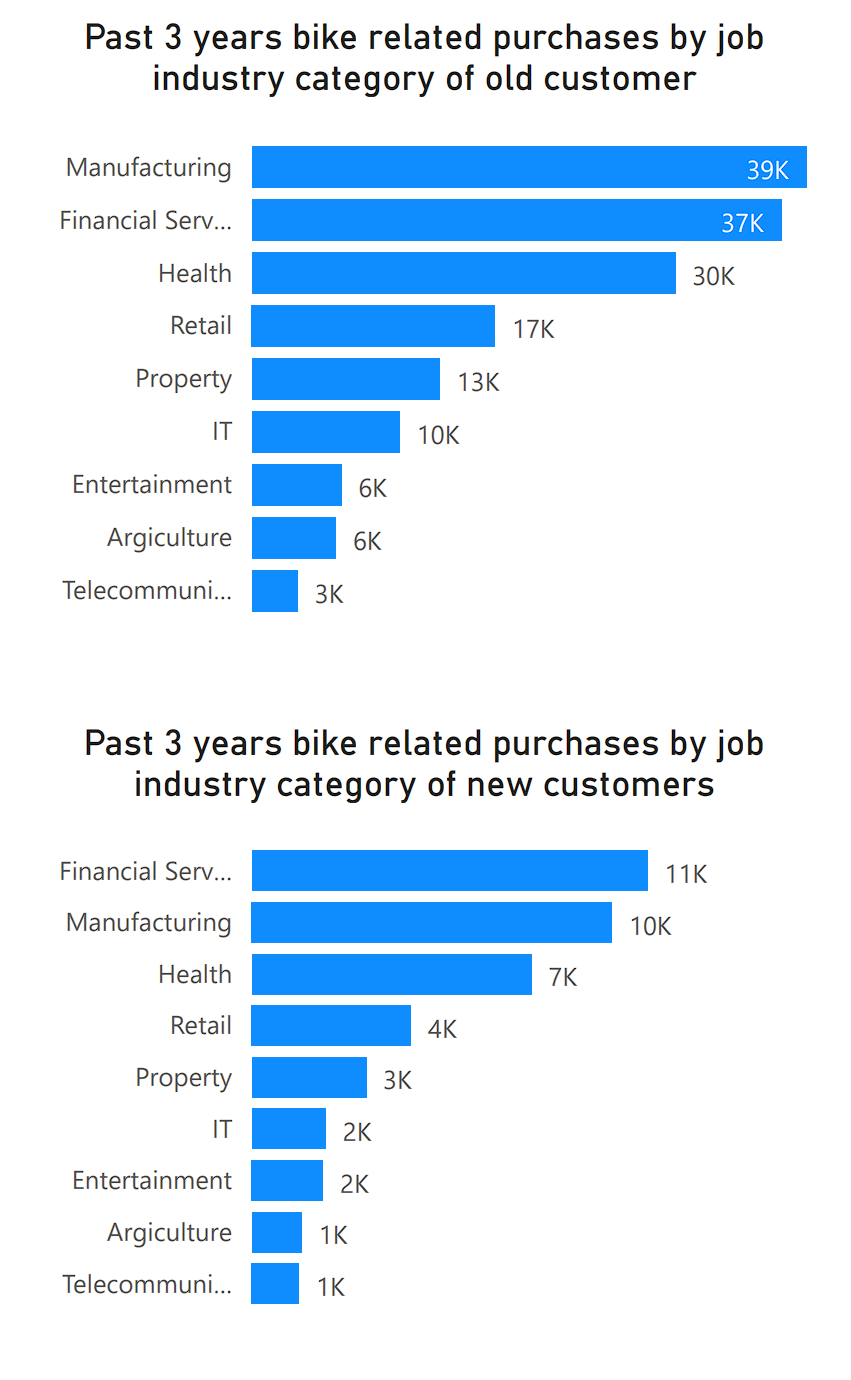 Past 3 years bike related purchases by job
industry category of old customer
Manufacturing 39K
Financial Serv... 37K
Health 30K
Retail 17K
Property 13K
IT 10K
Entertainment 6K
Argiculture 6K
Telecommuni... 3K
Past 3 years bike related purchases by job
industry category of new customers
Financial Serv... 11K
Manufacturing 10K
Health 7K
Retail 4K
Property 3K
IT 2K
Entertainment 2K
Argiculture 1K
Telecommuni... 1K